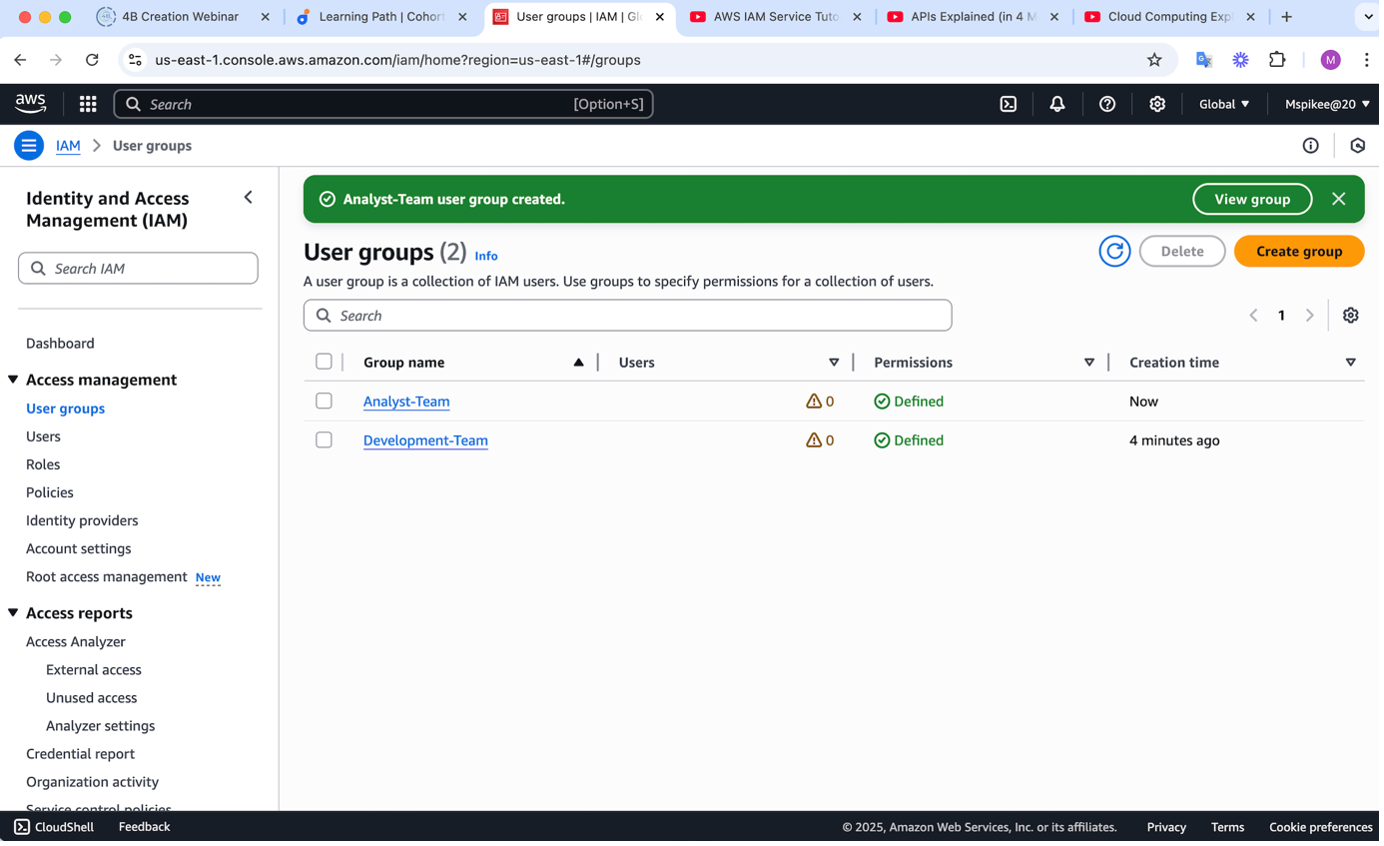 4B Creation Webinar
Learning Path | Cohor
User groups | IAM | Gl
AWS IAM Service Tuto
APIs Explained (in 4 M
Cloud Computing Exp
us-east-1.console.aws.amazon.com/iam/home?region=us-east-1#/groups
M
aws
Search
[Option+S]
Global
Mspikee@20
IAM
User groups
Identity and Access
Management (IAM)
Search IAM
Dashboard
Access management
User groups
Users
Roles
Policies
Identity providers
Account settings
Root access management New
Access reports
Access Analyzer
External access
Unused access
Analyzer settings
Credential report
Organization activity
Service control policies
Analyst-Team user group created.
View group
User groups (2) Info
Delete
Create group
A user group is a collection of IAM users. Use groups to specify permissions for a collection of users.
Search
1
Group name Users Permissions Creation time
Analyst-Team 0 Defined Now
Development-Team 0 Defined 4 minutes ago
CloudShell Feedback © 2025, Amazon Web Services, Inc. or its affiliates. Privacy Terms Cookie preferences